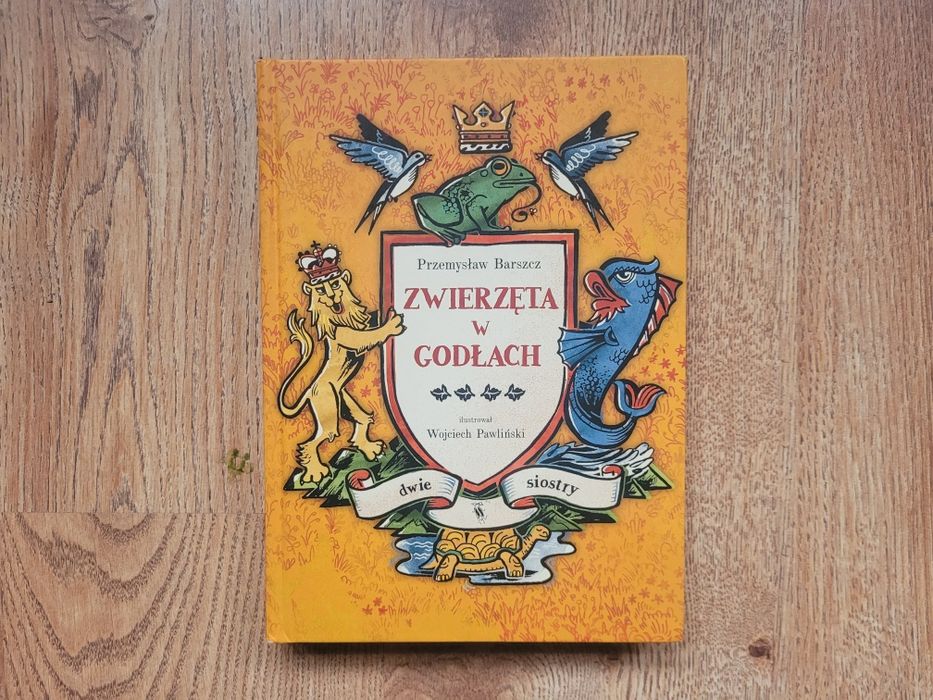 Przemysław Barszcz
ZWIERZĘTA
W
GODŁACH
ilustrował
Wojciech Pawliński
dwie siostry